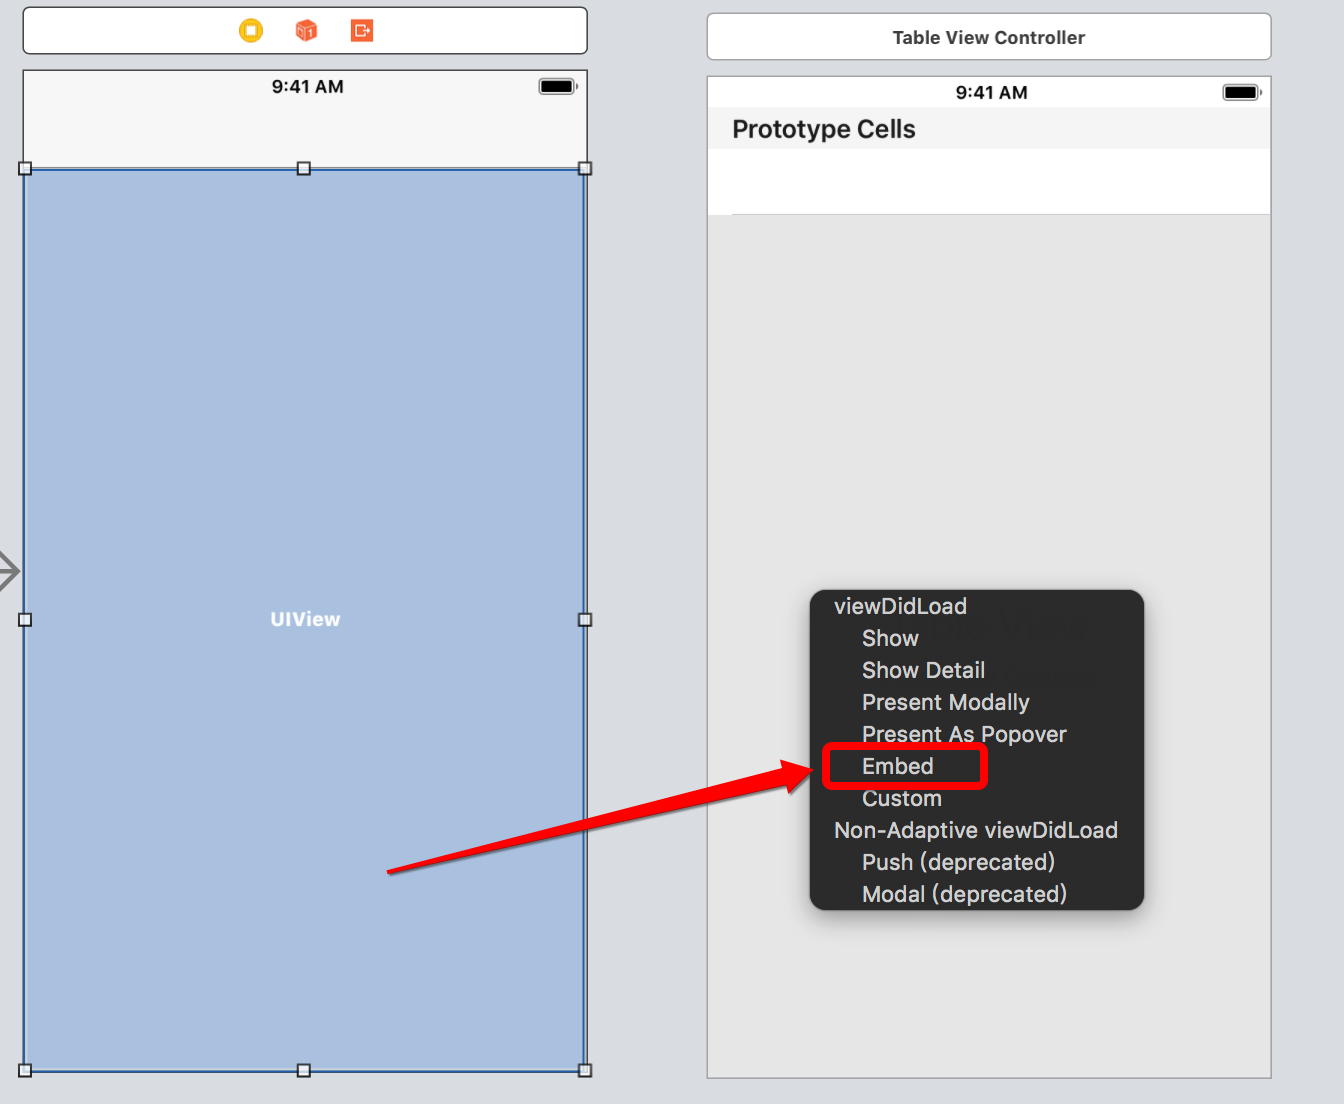 9:41 AM
UIView
Table View Controller
9:41 AM
Prototype Cells
viewDidLoad
Show
Show Detail
Present Modally
Present As Popover
Embed
Custom
Non-Adaptive viewDidLoad
Push (deprecated)
Modal (deprecated)